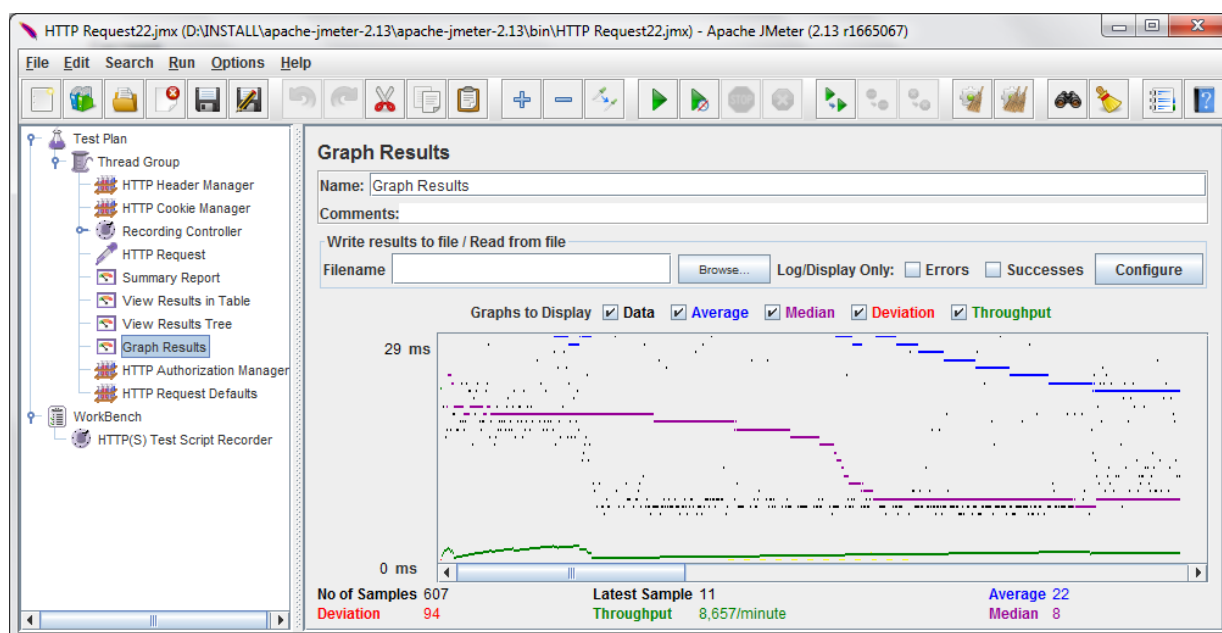 HTTP Request22.jmx (D:\INSTALL\apache-jmeter-2.13\apache-jmeter-2.13\bin\HTTP Request22.jmx) - Apache JMeter (2.13 r1665067)
File Edit Search Run Options Help
STOP
Test Plan
Thread Group
HTTP Header Manager
HTTP Cookie Manager
Recording Controller
HTTP Request
Summary Report
View Results in Table
View Results Tree
Graph Results
HTTP Authorization Manager
HTTP Request Defaults
WorkBench
HTTP(S) Test Script Recorder
Graph Results
Name: Graph Results
Comments:
Write results to file / Read from file
Filename Browse... Log/Display Only: Errors Successes Configure
Graphs to Display Data Average Median Deviation Throughput
29 ms
0 ms
No of Samples 607 Latest Sample 11 Average 22
Deviation 94 Throughput 8,657/minute Median 8